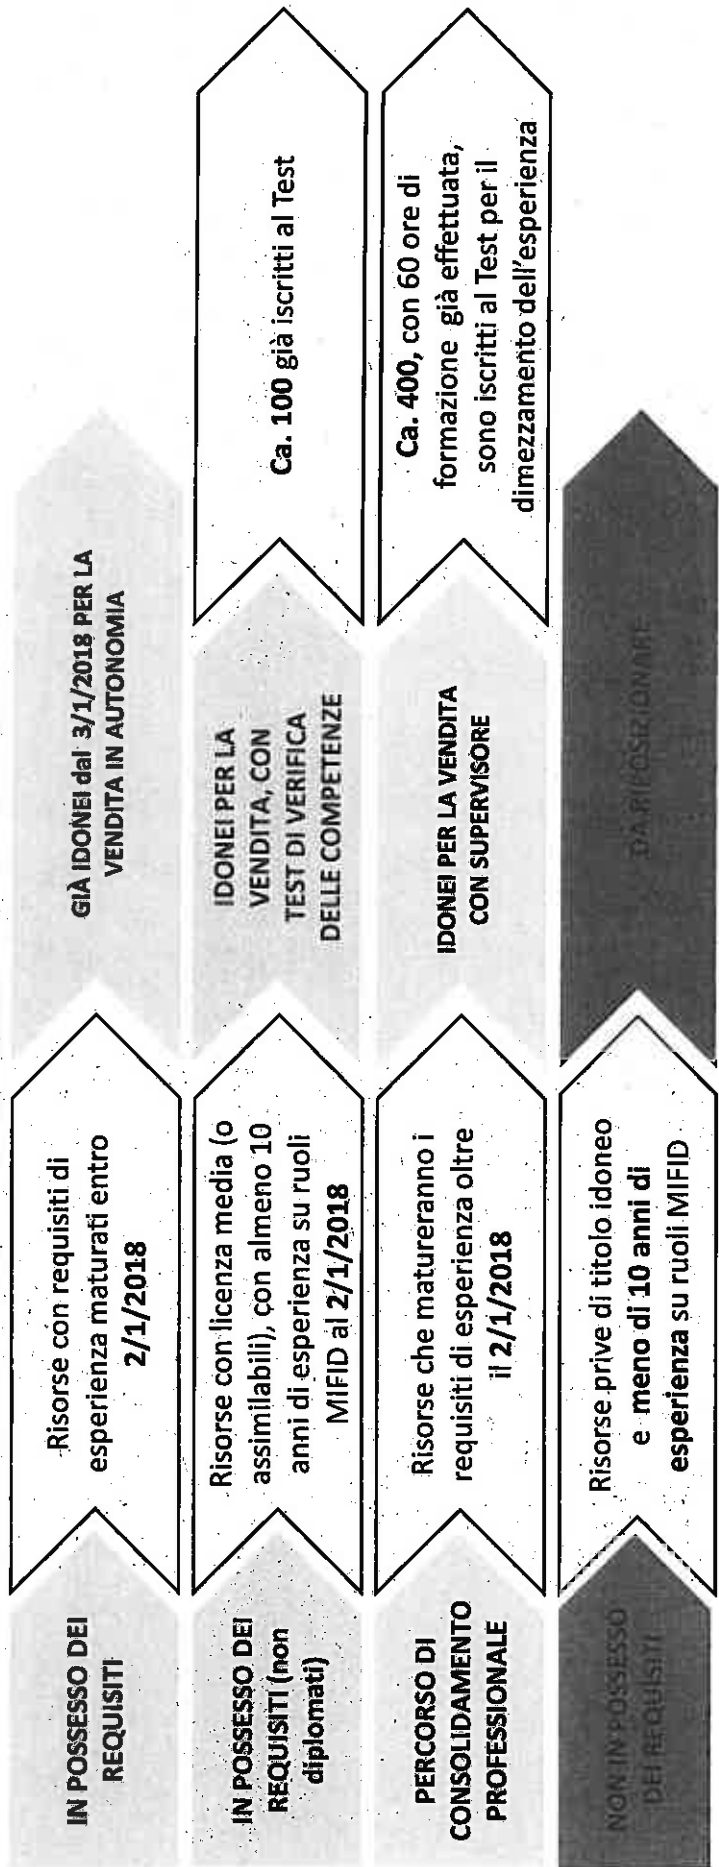 IN POSSESSO DEI
REQUISITI
Risorse con requisiti di
esperienza maturati entro
2/1/2018
GIÀ IDONEI dal 3/1/2018 PER LA
VENDITA IN AUTONOMIA
IN POSSESSO DEI
REQUISITI (non
diplomati)
Risorse con licenza media (o
assimilabili), con almeno 10
anni di esperienza su ruoli
MIFID al 2/1/2018
IDONEI PER LA
VENDITA, CON
TEST DI VERIFICA
DELLE COMPETENZE
Ca. 100 già iscritti al Test
PERCORSO DI
CONSOLIDAMENTO
PROFESSIONALE
Risorse che matureranno i
requisiti di esperienza oltre
il 2/1/2018
IDONEI PER LA VENDITA
CON SUPERVISORE
Ca. 400, con 60 ore di
formazione già effettuata,
sono iscritti al Test per il
dimezzamento dell'esperienza
NON IN POSSESSO
DEI REQUISITI
Risorse prive di titolo idoneo
e meno di 10 anni di
esperienza su ruoli MIFID
DA RIPOSIZIONARE